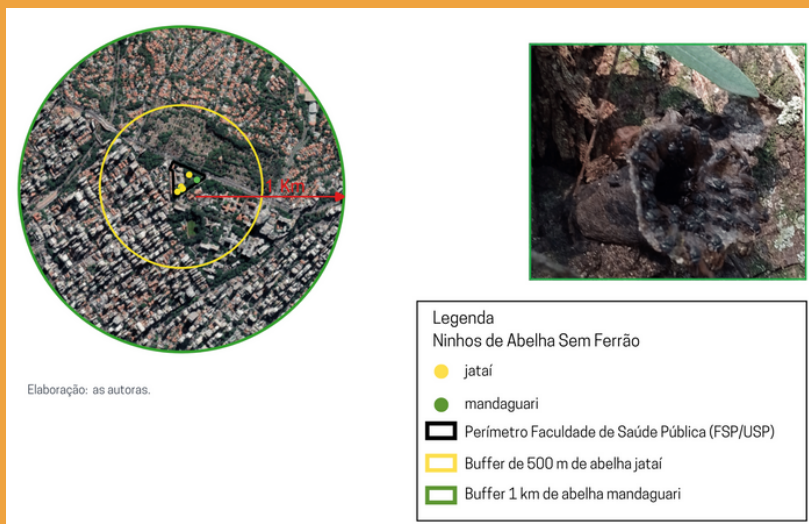 1 Km
Elaboração: as autoras.
Legenda
Ninhos de Abelha Sem Ferrão
jataí
mandaguari
Perímetro Faculdade de Saúde Pública (FSP/USP)
Buffer de 500 m de abelha jataí
Buffer 1 km de abelha mandaguari